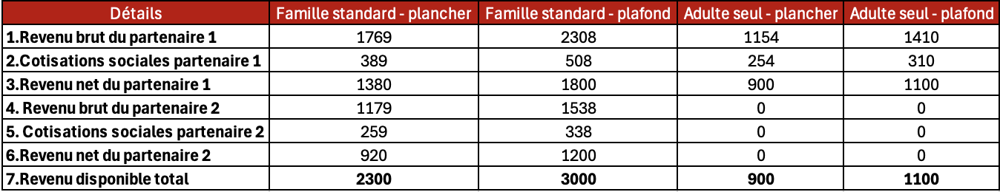 Détails Famille standard - plancher Famille standard - plafond Adulte seul - plancher Adulte seul - plafond
1.Revenu brut du partenaire 1 1769 2308 1154 1410
2.Cotisations sociales partenaire 1 389 508 254 310
3.Revenu net du partenaire 1 1380 1800 900 1100
4. Revenu brut du partenaire 2 1179 1538 0 0
5. Cotisations sociales partenaire 2 259 338 0 0
6.Revenu net du partenaire 2 920 1200 0 0
7.Revenu disponible total 2300 3000 900 1100